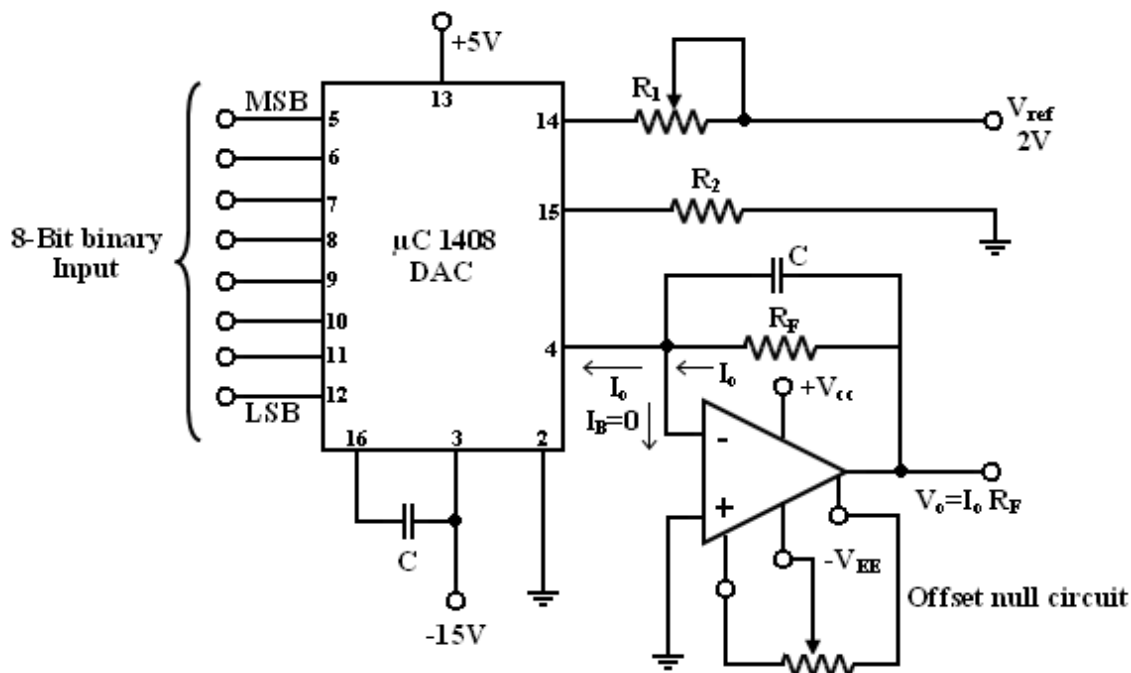 +5V
MSB
13
5
14
R1
Vref
2V
6
7
15
R2
8-Bit binary
Input
8
μC 1408
DAC
9
C
10
RF
11
4
Io
Io
+Vcc
12
LSB
IB=0
16
3
2
-
+
Vo=Io RF
C
-VEE
Offset null circuit
-15V